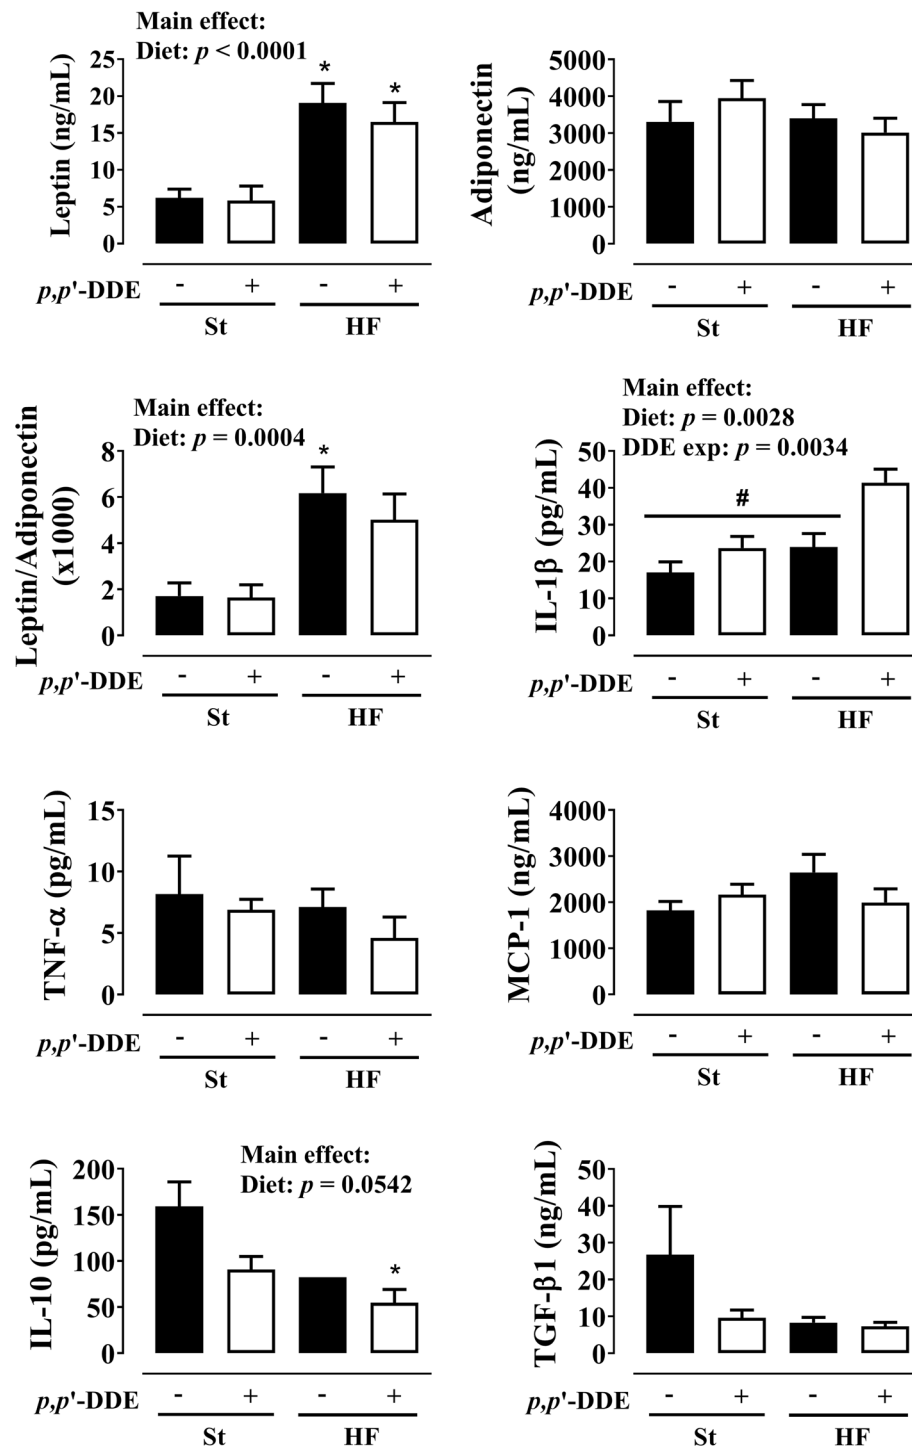 Main effect:
Diet: p < 0.0001
Leptin (ng/mL)
25
20
15
10
5
0
*
*
p,p'-DDE - + - +
St HF
Adiponectin
(ng/mL)
5000
4000
3000
2000
1000
0
p,p'-DDE - + - +
St HF
Main effect:
Diet: p = 0.0004
Leptin/Adiponectin
(x1000)
8
6
4
2
0
*
p,p'-DDE - + - +
St HF
Main effect:
Diet: p = 0.0028
DDE exp: p = 0.0034
IL-1β (pg/mL)
50
40
30
20
10
0
#
p,p'-DDE - + - +
St HF
TNF-α (pg/mL)
15
10
5
0
p,p'-DDE - + - +
St HF
MCP-1 (ng/mL)
4000
3000
2000
1000
0
p,p'-DDE - + - +
St HF
Main effect:
Diet: p = 0.0542
IL-10 (pg/mL)
200
150
100
50
0
*
p,p'-DDE - + - +
St HF
TGF-β1 (ng/mL)
50
40
30
20
10
0
p,p'-DDE - + - +
St HF